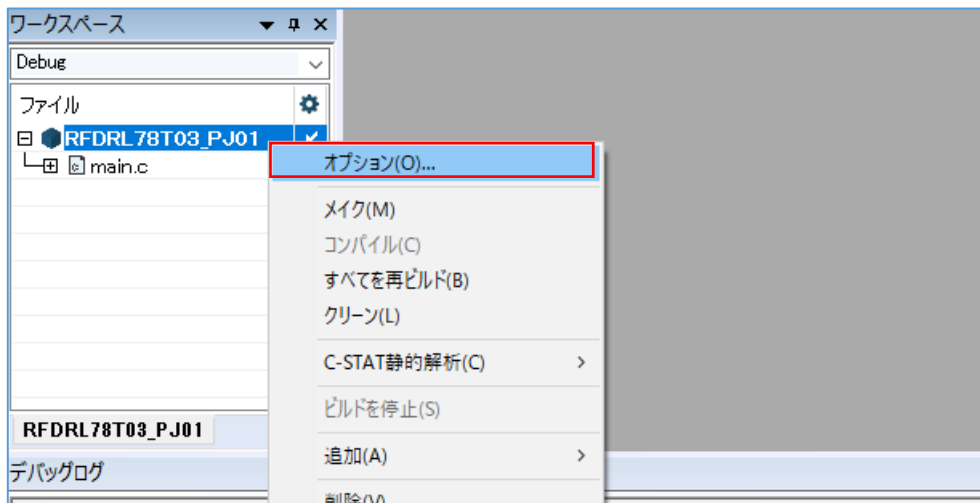 ワークスペース
Debug
ファイル
RFDRL78T03_PJ01
main.c
オプション(O)...
メイク(M)
コンパイル(C)
すべてを再ビルド(B)
クリーン(L)
C-STAT静的解析(C)
ビルドを停止(S)
追加(A)
削除(V)
RFDRL78T03_PJ01
デバッグログ